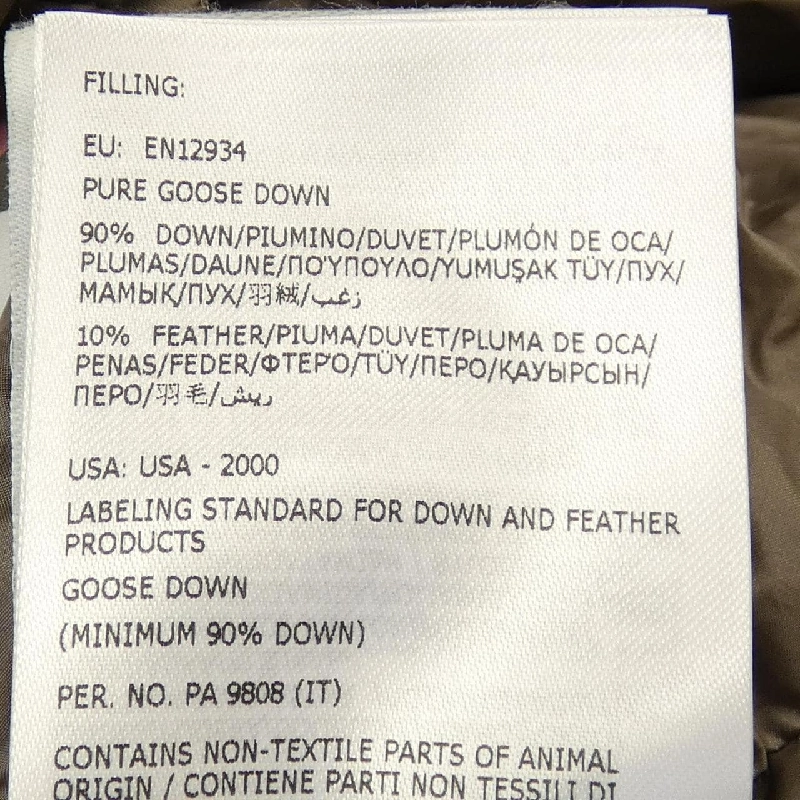 FILLING:
EU: EN12934
PURE GOOSE DOWN
90% DOWN/PIUMINO/DUVET/PLUMÓN DE OCA/
PLUMAS/DAUNE/ΠΟΎΠΟΥΛΟ/YUMUŞAK TÜY/ПУХ/
МАМЫҚ/ПУХ/羽絨/زغب
10% FEATHER/PIUMA/DUVET/PLUMA DE OCA/
PENAS/FEDER/ΦΤΕΡΌ/TÜY/ПЕРО/ҚАУЫРСЫН/
ПЕРО/羽毛/ريش
USA: USA - 2000
LABELING STANDARD FOR DOWN AND FEATHER
PRODUCTS
GOOSE DOWN
(MINIMUM 90% DOWN)
PER. NO. PA 9808 (IT)
CONTAINS NON-TEXTILE PARTS OF ANIMAL
ORIGIN / CONTIENE PARTI NON TESSILI DI